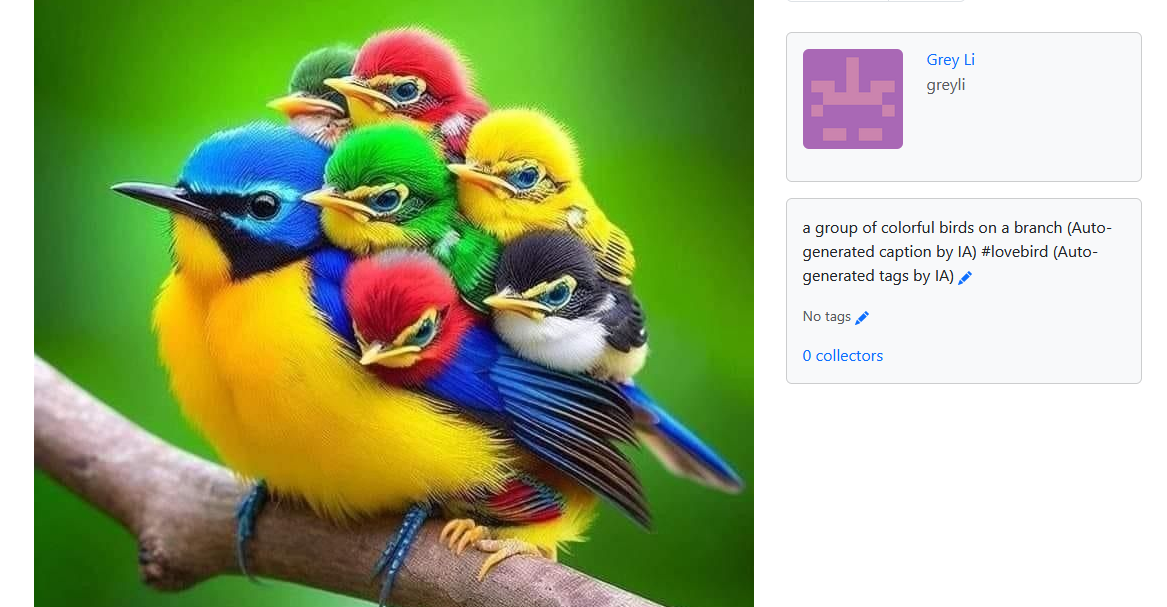 Grey Li
greyli
a group of colorful birds on a branch (Auto-
generated caption by IA) #lovebird (Auto-
generated tags by IA)
No tags
0 collectors